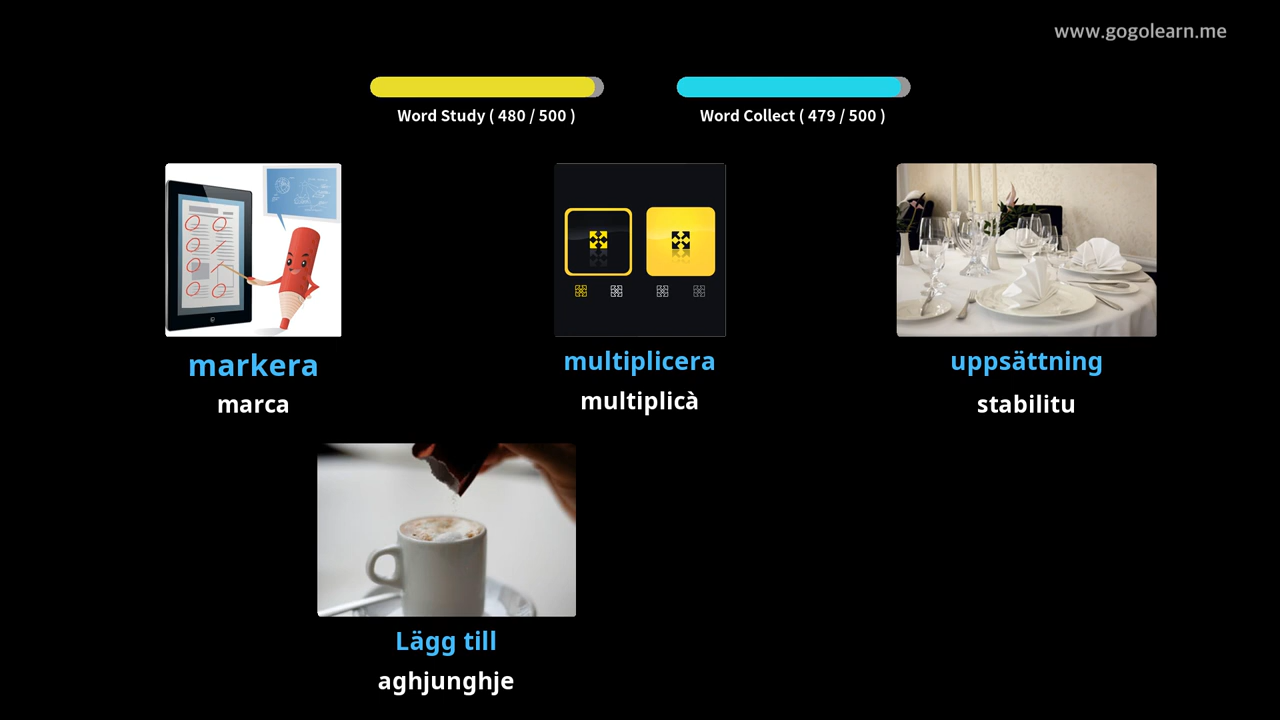 www.gogolearn.me
Word Study ( 480 / 500 )
Word Collect ( 479 / 500 )
markera
marca
multiplicera
multiplicà
uppsättning
stabilitu
Lägg till
aghjunghje